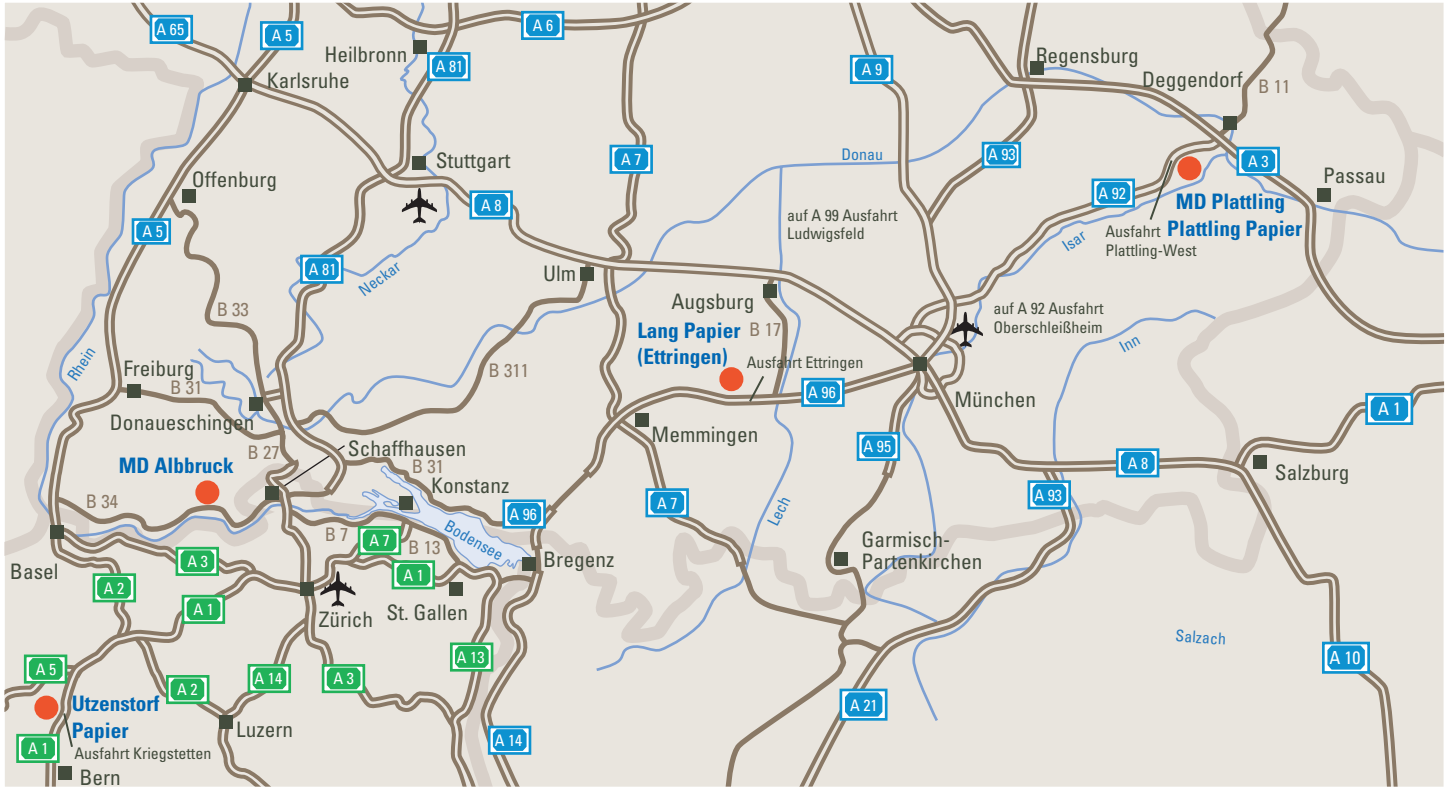 A 65
A 5
A 6
Heilbronn
A 81
A 9
Regensburg
Deggendorf
B 11
Karlsruhe
Stuttgart
A 7
Donau
A 93
A 3
Passau
Offenburg
A 8
A 92
MD Plattling
Plattling Papier
auf A 99 Ausfahrt
Ludwigsfeld
Ausfahrt
Plattling-West
A 5
Isar
A 81
Neckar
Ulm
Augsburg
B 33
auf A 92 Ausfahrt
Oberschleißheim
Lang Papier
(Ettringen)
B 17
Inn
Rhein
Freiburg
B 31
B 311
Ausfahrt Ettringen
A 96
München
A 1
Donaueschingen
Memmingen
B 27
Schaffhausen
A 95
MD Albbruck
B 31
A 8
Salzburg
Konstanz
A 93
B 34
A 96
A 7
Lech
B 7
A 7
B 13
Bodensee
Garmisch-
Partenkirchen
Basel
A 3
A 1
Bregenz
A 2
A 1
Zürich
St. Gallen
Salzach
A 5
A 2
A 14
A 3
A 13
A 10
Utzenstorf
Papier
A 21
Luzern
A 14
A 1
Ausfahrt Kriegstetten
Bern